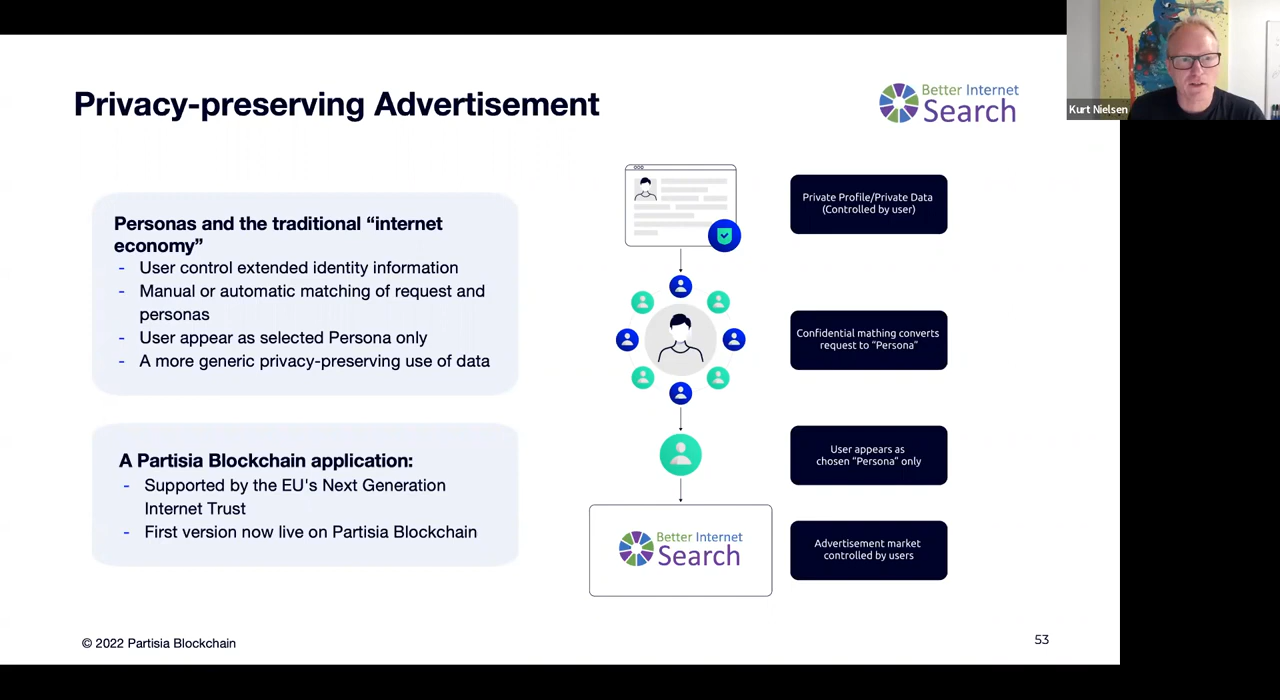 Privacy-preserving Advertisement
Better Internet
Search
Kurt Nielsen
Personas and the traditional “internet
economy”
- User control extended identity information
- Manual or automatic matching of request and
personas
- User appear as selected Persona only
- A more generic privacy-preserving use of data
A Partisia Blockchain application:
- Supported by the EU's Next Generation
Internet Trust
- First version now live on Partisia Blockchain
Private Profile/Private Data
(Controlled by user)
Confidential mathing converts
request to “Persona”
User appears as
chosen “Persona” only
Better Internet
Search
Advertisement market
controlled by users
© 2022 Partisia Blockchain
53